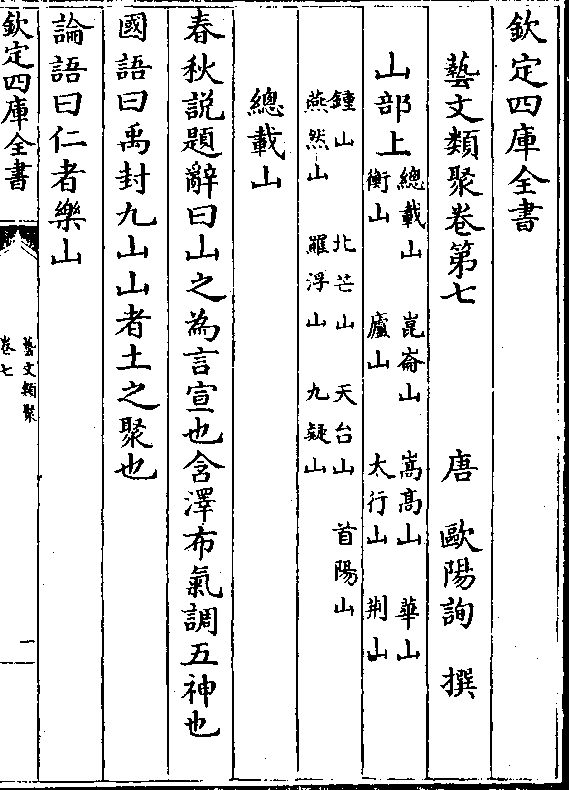 欽定四庫全書
藝文類聚卷第七
唐 歐陽詢 撰
山部上
總載山 崑崙山 嵩高山 華山
衡山 廬山 太行山 荆山
鍾山 北芒山 天台山 首陽山
燕然山 羅浮山 九疑山
總載山
春秋説題辭曰山之為言宣也含澤布氣調五神也
國語曰禹封九山山者土之聚也
論語曰仁者樂山
欽定四庫全書
藝文類聚
卷七
一